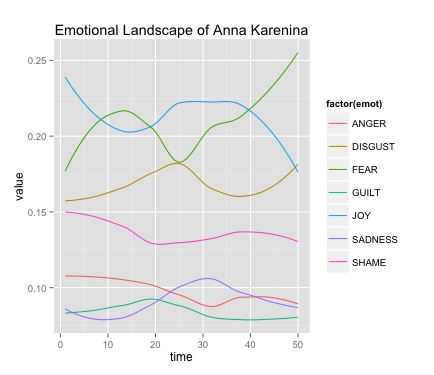 Emotional Landscape of Anna Karenina
0.25
0.20
0.15
0.10
value
0 10 20 30 40 50
time
factor(emot)
ANGER
DISGUST
FEAR
GUILT
JOY
SADNESS
SHAME